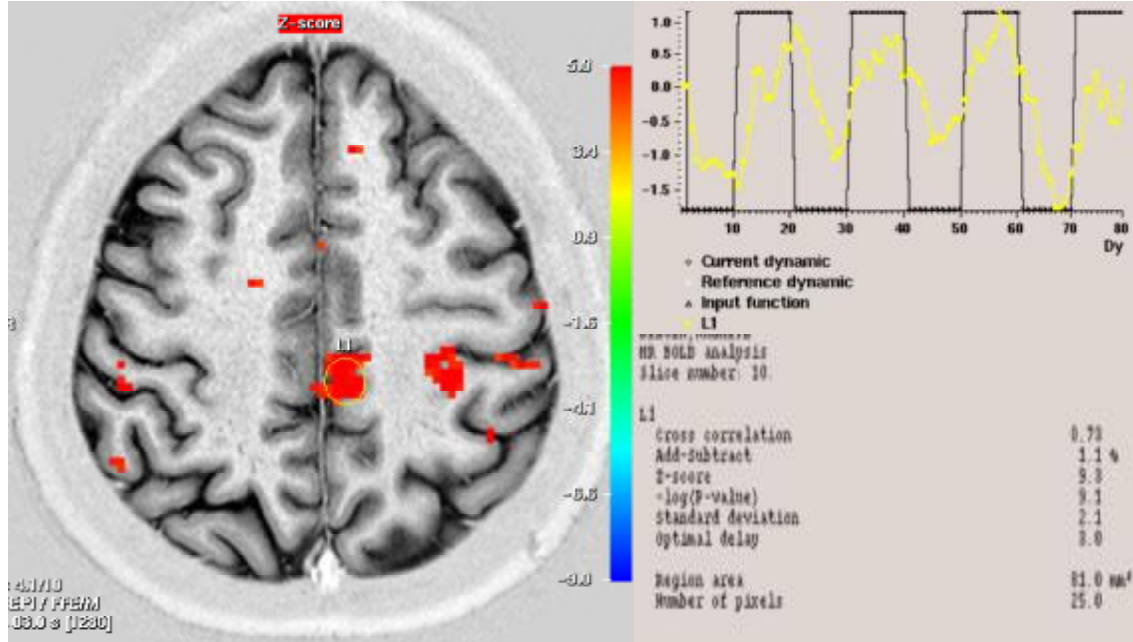 Z-score
5.0
3.4
0.9
-1.6
-4.1
-6.6
-9.0
L1
EPI / FFE/M
1.0
0.5
0.0
-0.5
-1.0
-1.5
10 20 30 40 50 60 70 80
Dy
Current dynamic
Reference dynamic
Input function
L1
MR BOLD analysis
Slice number: 10.
L1
Cross correlation 0.73
Add-Subtract 1.1 %
Z-score 9.3
-log(P-value) 9.1
Standard deviation 2.1
Optimal delay 3.0
Region area 81.0 mm²
Number of pixels 25.0